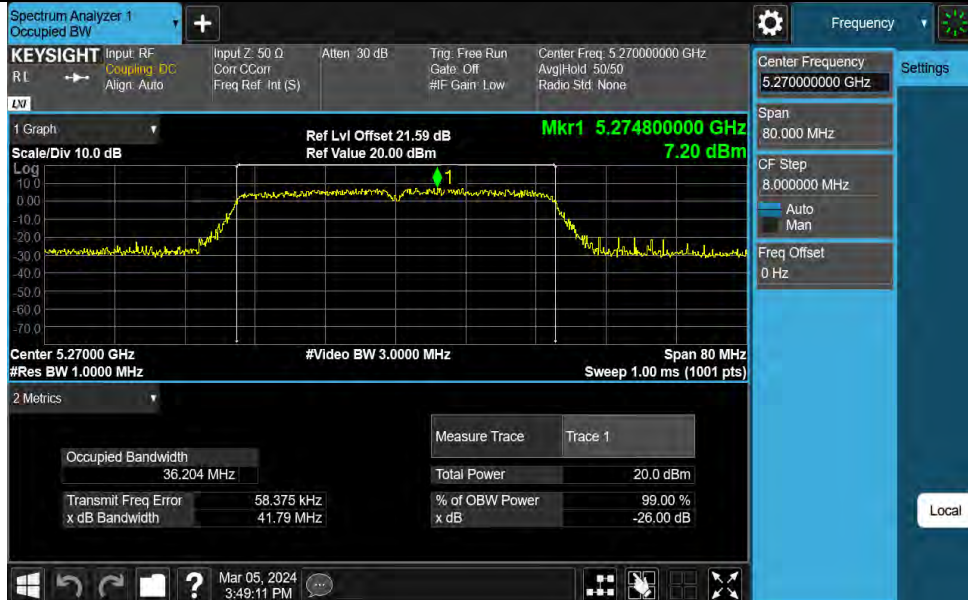 Spectrum Analyzer 1
Occupied BW
+
Frequency
KEYSIGHT
Input: RF
Coupling: DC
Align: Auto
Input Z: 50 Ω
Corr CCorr
Freq Ref: Int (S)
Atten: 30 dB
Trig: Free Run
Gate: Off
#IF Gain: Low
Center Freq: 5.270000000 GHz
Avg|Hold: 50/50
Radio Std: None
LXI
Center Frequency
5.270000000 GHz
Settings
Span
80.000 MHz
CF Step
8.000000 MHz
Auto
Man
Freq Offset
0 Hz
Local
1 Graph
Scale/Div 10.0 dB
Ref Lvl Offset 21.59 dB
Ref Value 20.00 dBm
Mkr1 5.274800000 GHz
7.20 dBm
Log
1
10.0
0.00
-10.0
-20.0
-30.0
-40.0
-50.0
-60.0
-70.0
Center 5.27000 GHz
#Video BW 3.0000 MHz
Span 80 MHz
#Res BW 1.0000 MHz
Sweep 1.00 ms (1001 pts)
2 Metrics
Measure Trace Trace 1
Occupied Bandwidth
36.204 MHz
Total Power 20.0 dBm
Transmit Freq Error 58.375 kHz
% of OBW Power 99.00 %
x dB Bandwidth 41.79 MHz
x dB -26.00 dB
?
Mar 05, 2024
3:49:11 PM